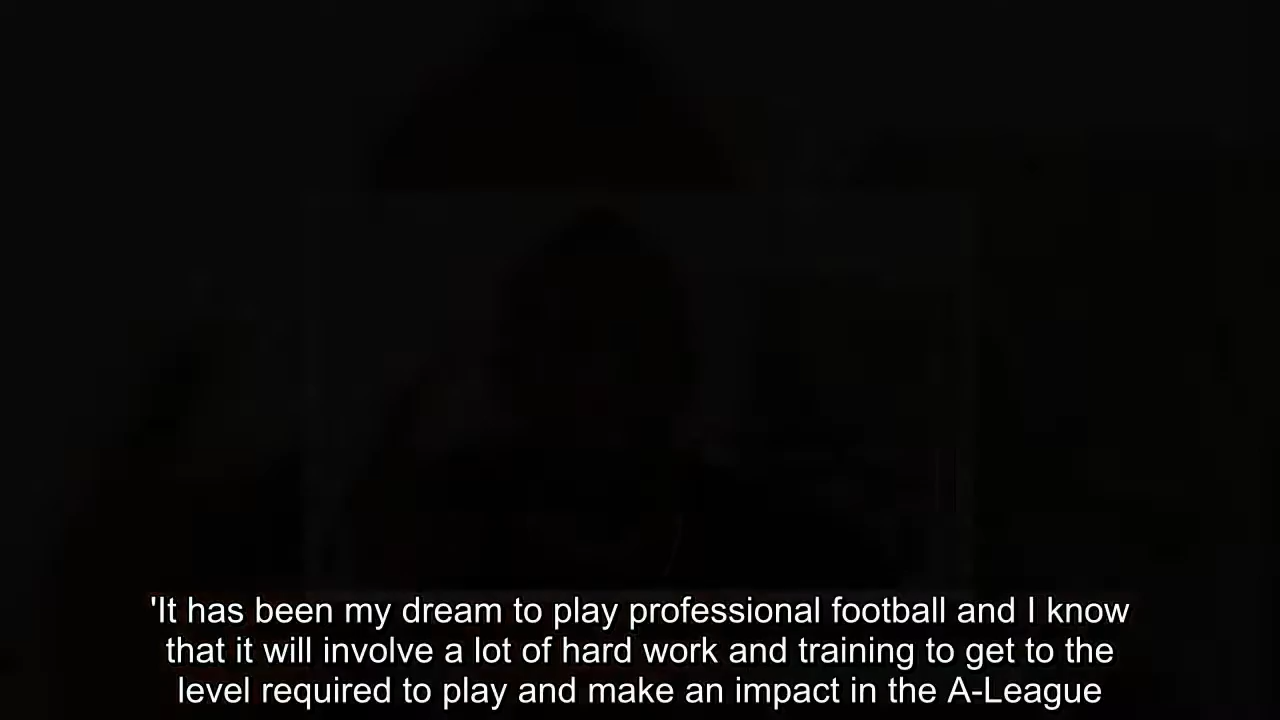 'It has been my dream to play professional football and I know
that it will involve a lot of hard work and training to get to the
level required to play and make an impact in the A-League